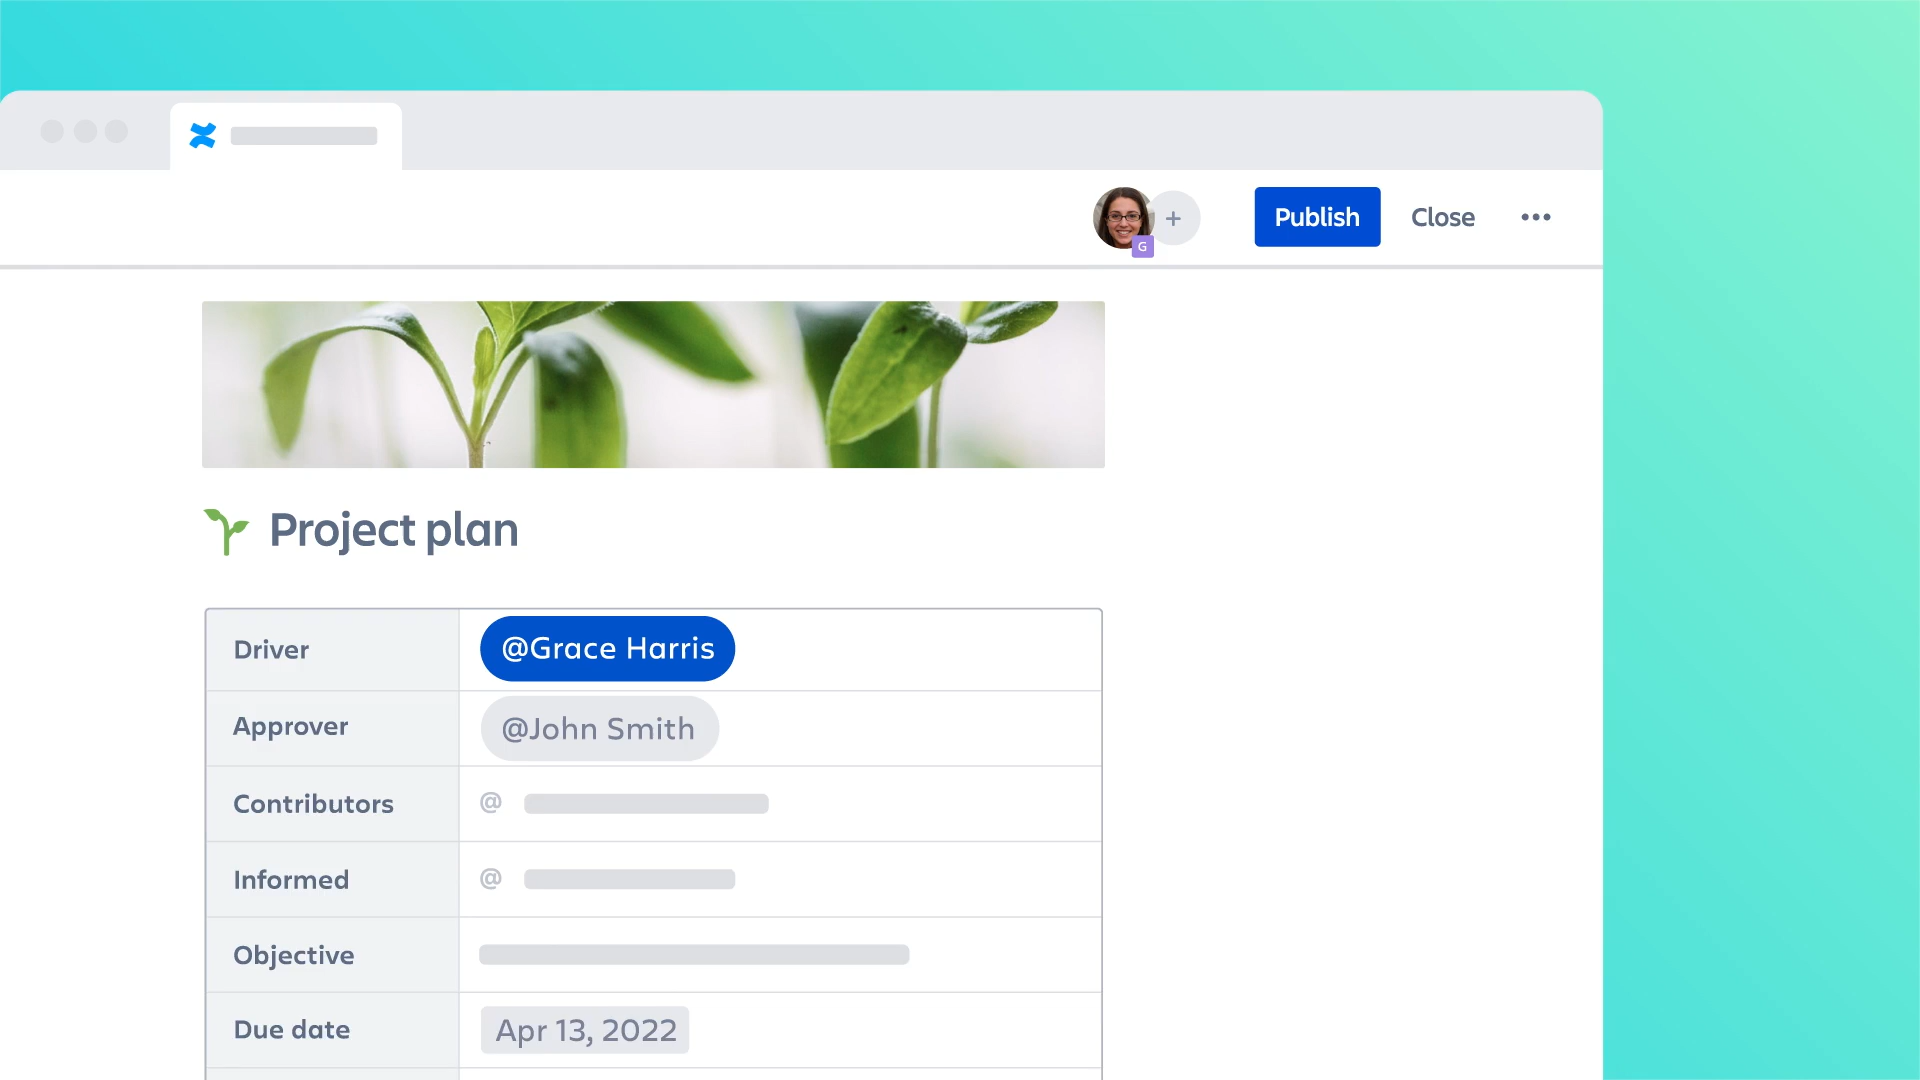 +
Publish
Close
G
Project plan
Driver
@Grace Harris
Approver
@John Smith
Contributors
@
Informed
@
Objective
Due date
Apr 13, 2022